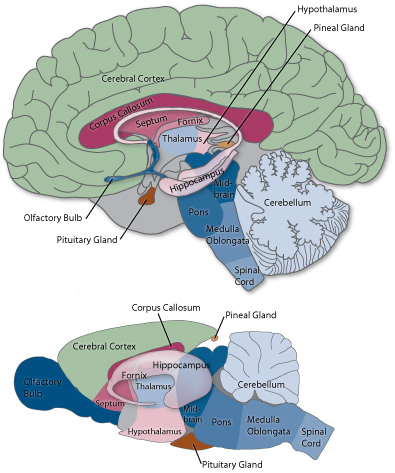 Hypothalamus
Pineal Gland
Cerebral Cortex
Corpus Callosum
Septum
Fornix
Thalamus
Hippocampus
Mid-
brain
Cerebellum
Olfactory Bulb
Pons
Pituitary Gland
Medulla
Oblongata
Spinal
Cord
Corpus Callosum
Pineal Gland
Cerebral Cortex
Hippocampus
Fornix
Olfactory
Bulb
Thalamus
Cerebellum
Septum
Mid-
brain
Pons
Medulla
Oblongata
Hypothalamus
Spinal
Cord
Pituitary Gland